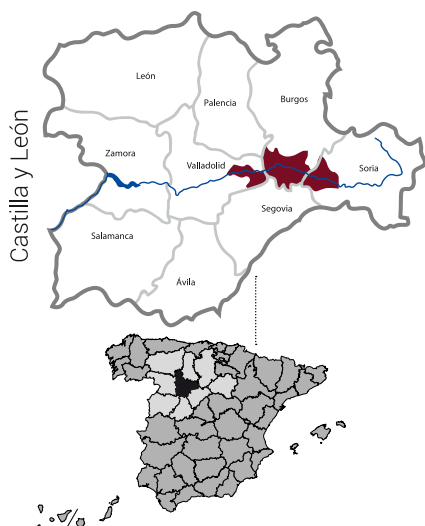 Castilla y León
León
Palencia
Burgos
Zamora
Valladolid
Soria
Segovia
Salamanca
Ávila